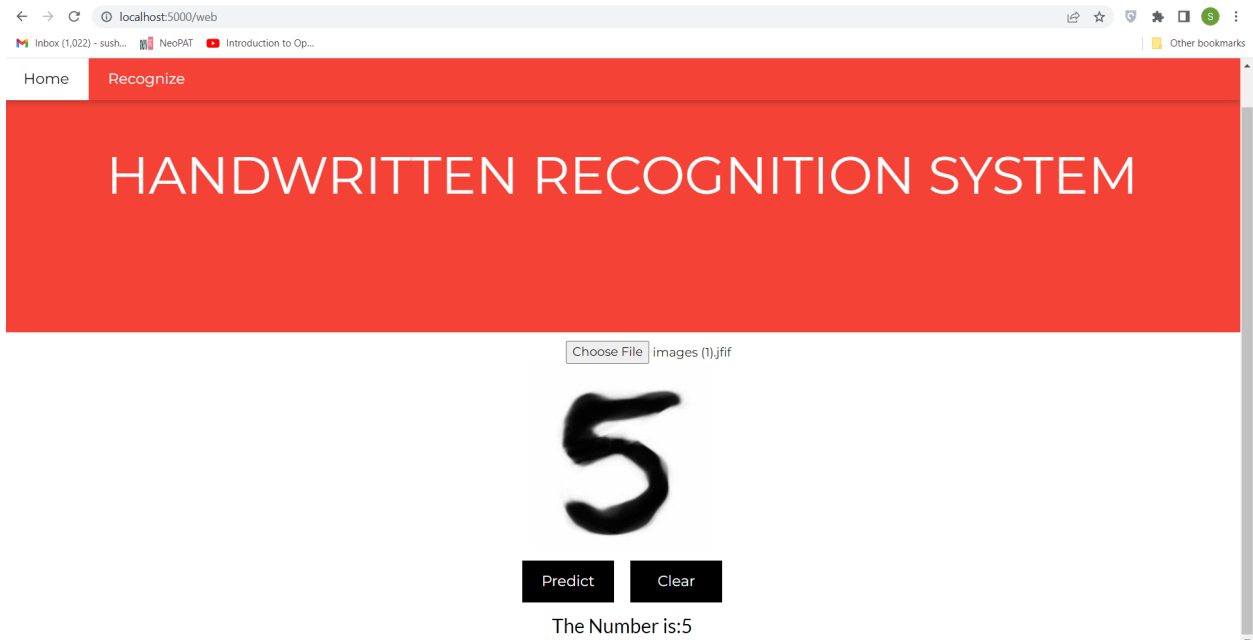 localhost:5000/web
Inbox (1,022) - sush... NeoPAT Introduction to Op... Other bookmarks
S
Home Recognize
HANDWRITTEN RECOGNITION SYSTEM
Choose File images (1).jfif
5
Predict Clear
The Number is:5